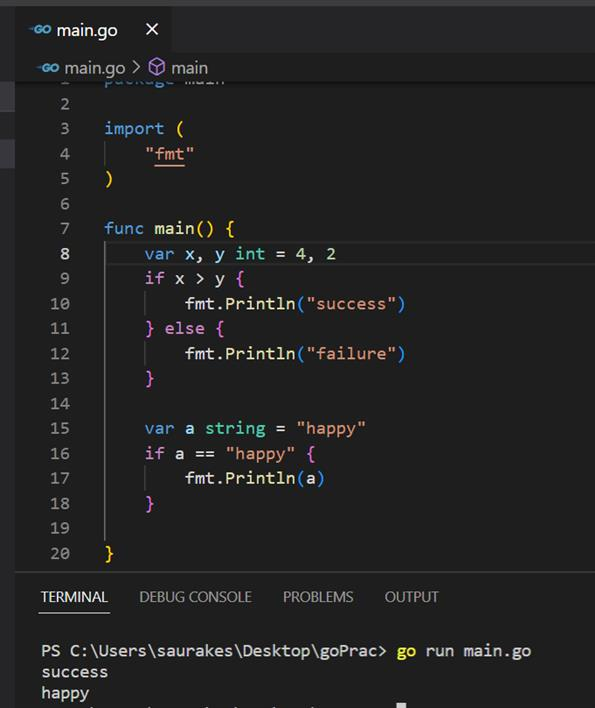 GO main.go ×
GO main.go > main
1 package main
2
3 import (
4 "fmt"
5 )
6
7 func main() {
8 var x, y int = 4, 2
9 if x > y {
10 fmt.Println("success")
11 } else {
12 fmt.Println("failure")
13 }
14
15 var a string = "happy"
16 if a == "happy" {
17 fmt.Println(a)
18 }
19
20 }
TERMINAL DEBUG CONSOLE PROBLEMS OUTPUT
PS C:\Users\saurakes\Desktop\goPrac> go run main.go
success
happy